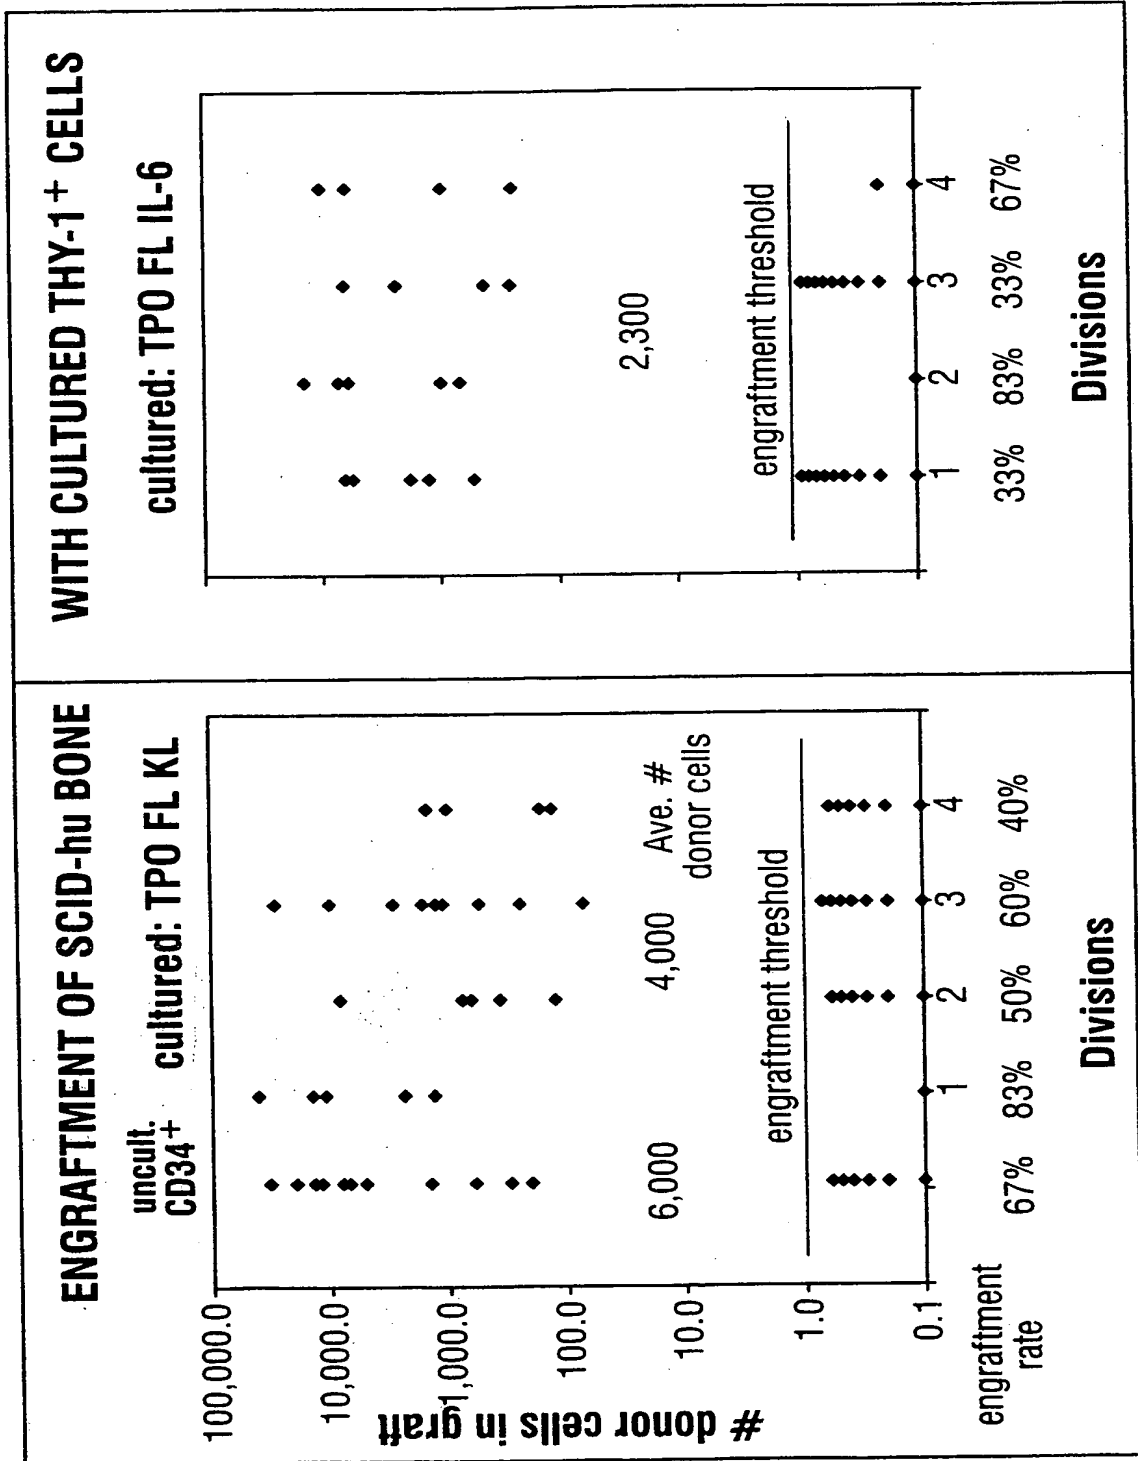 ENGRAFTMENT OF SCID-hu BONE
WITH CULTURED THY-1+ CELLS
uncult.
CD34+
cultured: TPO FL KL
# donor cells in graft
100,000.0
10,000.0
1,000.0
100.0
10.0
1.0
0.1
6,000
4,000
Ave. #
donor cells
engraftment threshold
1
2
3
4
engraftment
rate
67%
83%
50%
60%
40%
Divisions
cultured: TPO FL IL-6
2,300
engraftment threshold
1
2
3
4
33%
83%
33%
67%
Divisions